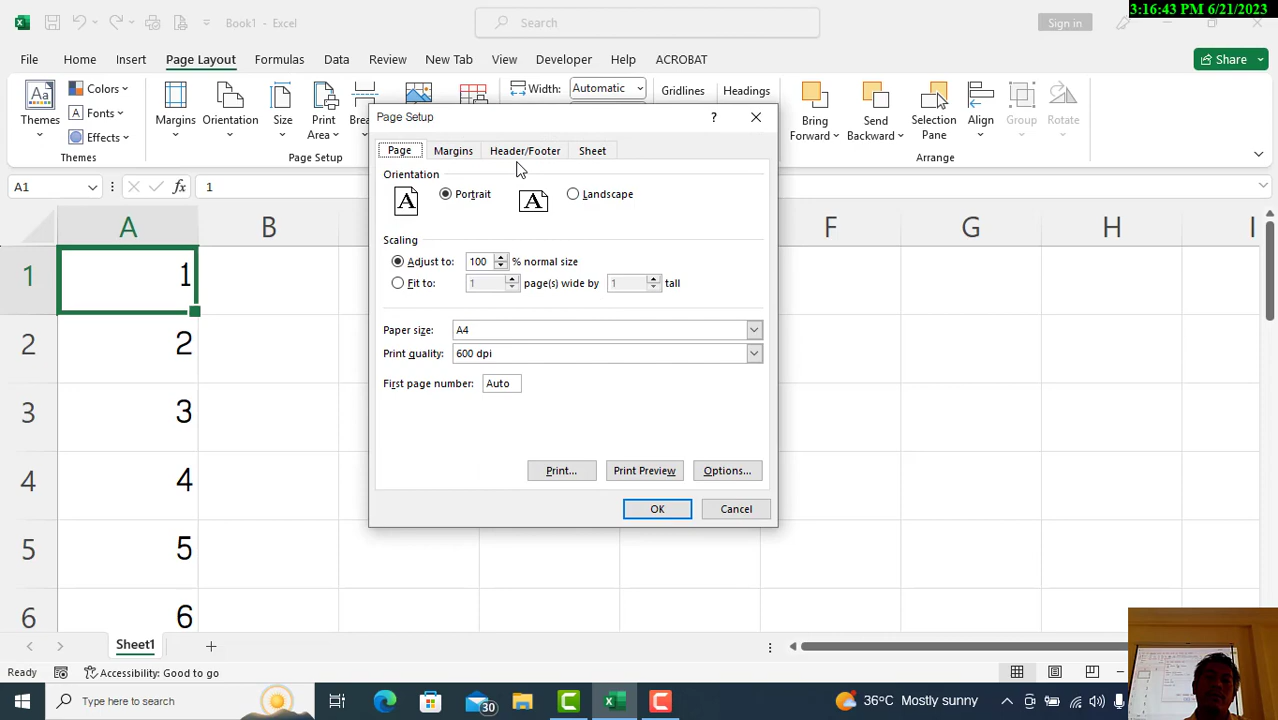 3:16:43 PM 6/21/2023
Book1 - Excel
Search
Sign in
File Home Insert Page Layout Formulas Data Review New Tab View Developer Help ACROBAT
Share
Themes
Colors
Fonts
Effects
Themes
Margins
Orientation
Size
Print Area
Page Setup
Width: Automatic
Gridlines
Headings
Bring Forward
Send Backward
Selection Pane
Align
Group
Rotate
Arrange
A1
fx
1
A B F G H I
1 1
2 2
3 3
4 4
5 5
6 6
Page Setup
?
Page Margins Header/Footer Sheet
Orientation
A Portrait A Landscape
Scaling
Adjust to: 100 % normal size
Fit to: 1 page(s) wide by 1 tall
Paper size: A4
Print quality: 600 dpi
First page number: Auto
Print... Print Preview Options...
OK Cancel
Sheet1
Ready
Accessibility: Good to go
Type here to search
30
36°C Mostly sunny